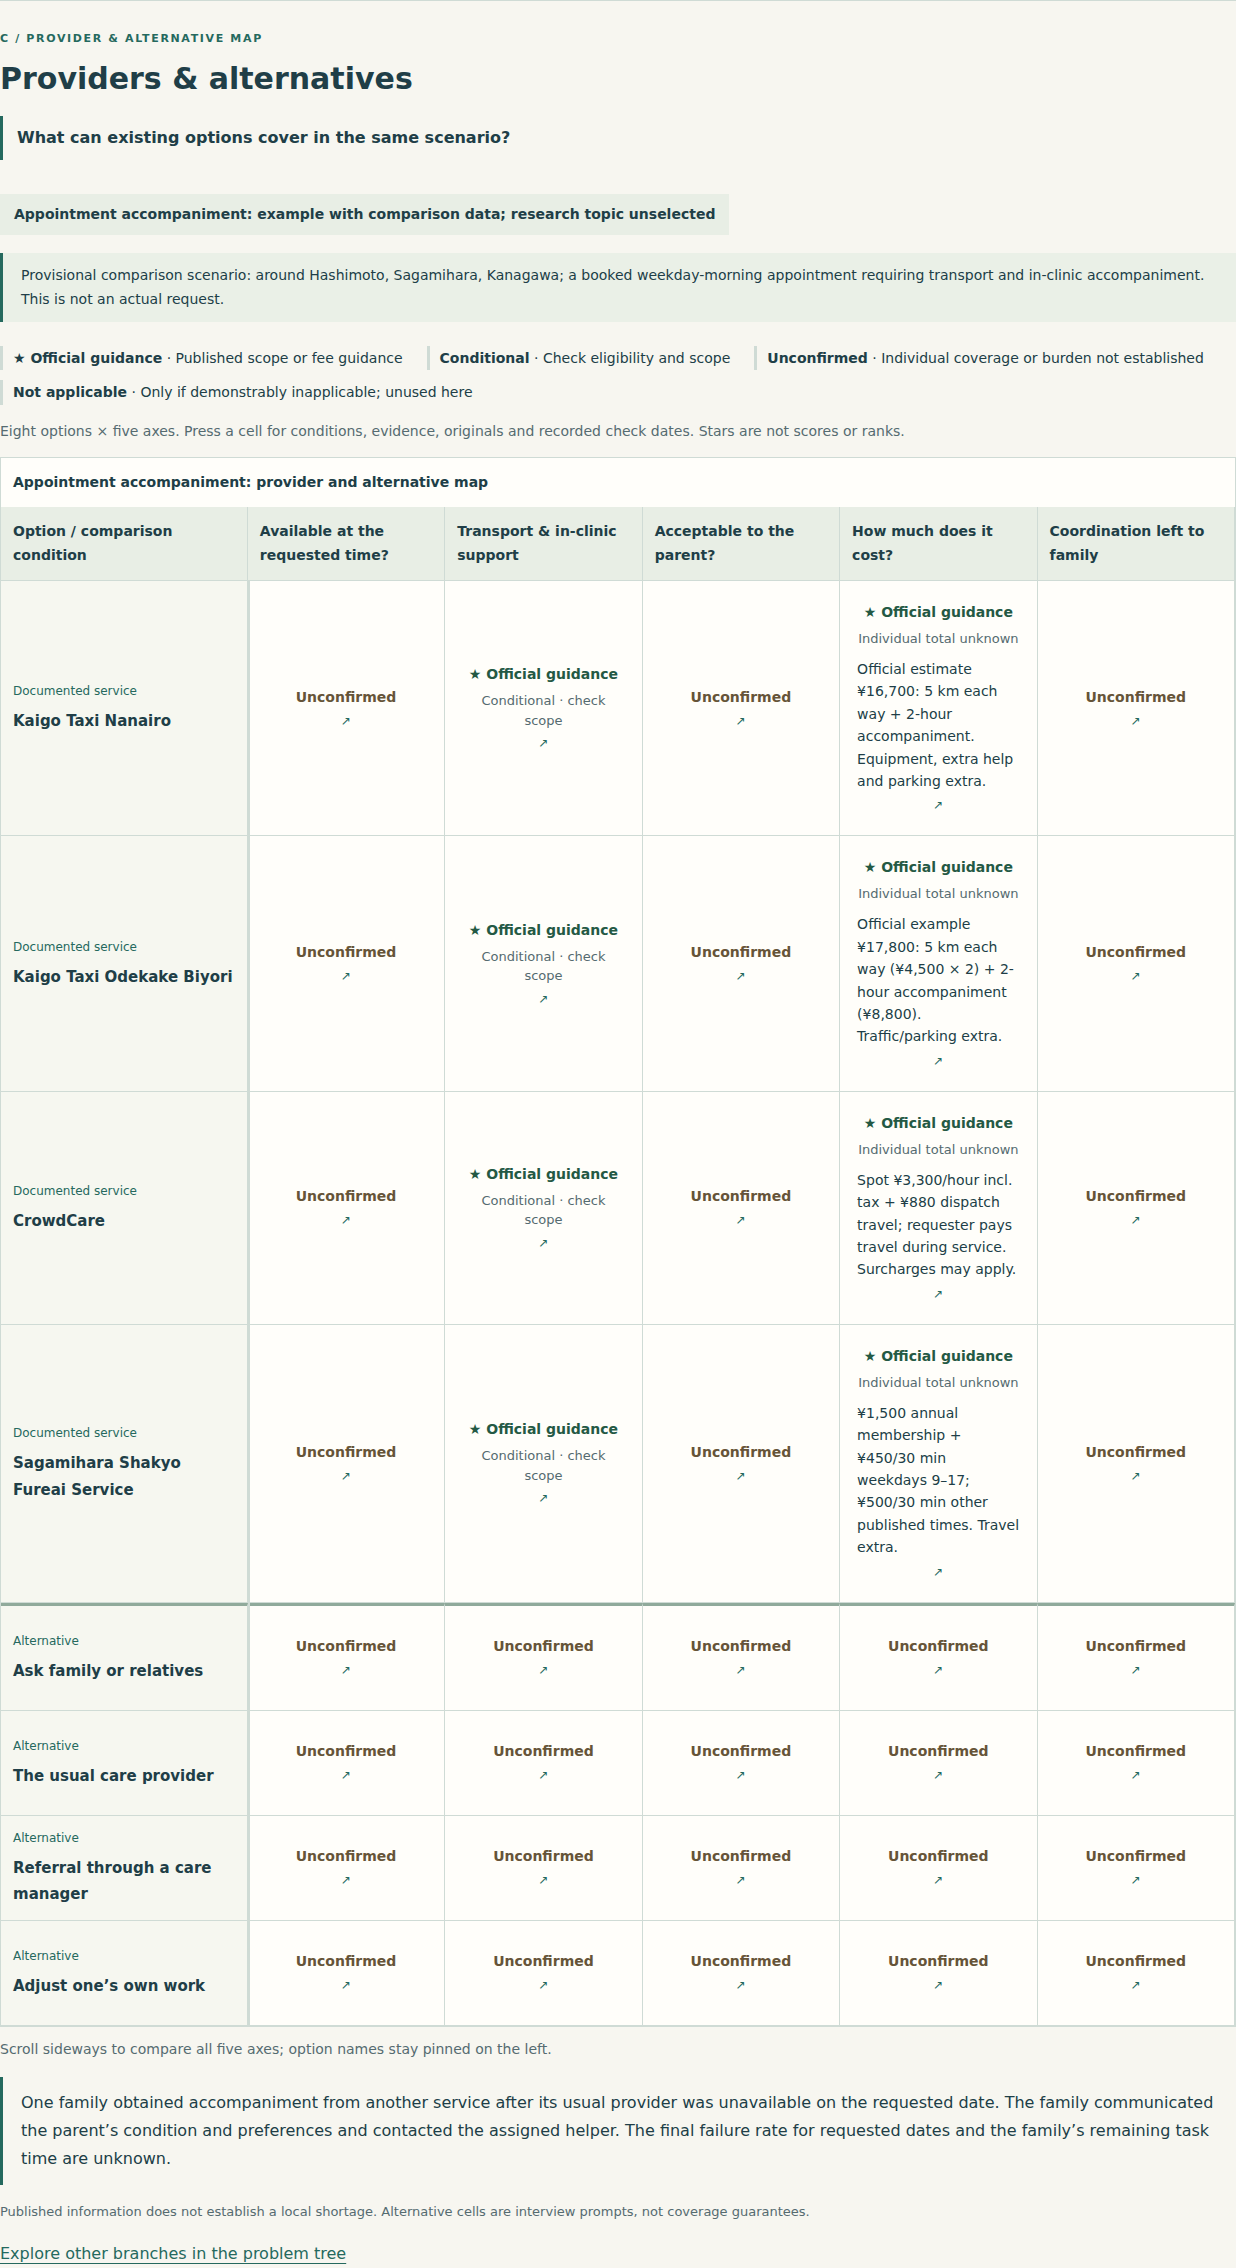 C / PROVIDER & ALTERNATIVE MAP
Providers & alternatives
What can existing options cover in the same scenario?
Appointment accompaniment: example with comparison data; research topic unselected
Provisional comparison scenario: around Hashimoto, Sagamihara, Kanagawa; a booked weekday-morning appointment requiring transport and in-clinic accompaniment.
This is not an actual request.
★ Official guidance · Published scope or fee guidance
Conditional · Check eligibility and scope
Unconfirmed · Individual coverage or burden not established
Not applicable · Only if demonstrably inapplicable; unused here
Eight options × five axes. Press a cell for conditions, evidence, originals and recorded check dates. Stars are not scores or ranks.
Appointment accompaniment: provider and alternative map
Option / comparison
condition
Available at the
requested time?
Transport & in-clinic
support
Acceptable to the
parent?
How much does it
cost?
Coordination left to
family
Documented service
Kaigo Taxi Nanairo
Unconfirmed
↗
★ Official guidance
Conditional · check
scope
↗
Unconfirmed
↗
★ Official guidance
Individual total unknown
Official estimate
¥16,700: 5 km each
way + 2-hour
accompaniment.
Equipment, extra help
and parking extra.
↗
Unconfirmed
↗
Documented service
Kaigo Taxi Odekake Biyori
Unconfirmed
↗
★ Official guidance
Conditional · check
scope
↗
Unconfirmed
↗
★ Official guidance
Individual total unknown
Official example
¥17,800: 5 km each
way (¥4,500 × 2) + 2-
hour accompaniment
(¥8,800).
Traffic/parking extra.
↗
Unconfirmed
↗
Documented service
CrowdCare
Unconfirmed
↗
★ Official guidance
Conditional · check
scope
↗
Unconfirmed
↗
★ Official guidance
Individual total unknown
Spot ¥3,300/hour incl.
tax + ¥880 dispatch
travel; requester pays
travel during service.
Surcharges may apply.
↗
Unconfirmed
↗
Documented service
Sagamihara Shakyo
Fureai Service
Unconfirmed
↗
★ Official guidance
Conditional · check
scope
↗
Unconfirmed
↗
★ Official guidance
Individual total unknown
¥1,500 annual
membership +
¥450/30 min
weekdays 9–17;
¥500/30 min other
published times. Travel
extra.
↗
Unconfirmed
↗
Alternative
Ask family or relatives
Unconfirmed
↗
Unconfirmed
↗
Unconfirmed
↗
Unconfirmed
↗
Unconfirmed
↗
Alternative
The usual care provider
Unconfirmed
↗
Unconfirmed
↗
Unconfirmed
↗
Unconfirmed
↗
Unconfirmed
↗
Alternative
Referral through a care
manager
Unconfirmed
↗
Unconfirmed
↗
Unconfirmed
↗
Unconfirmed
↗
Unconfirmed
↗
Alternative
Adjust one’s own work
Unconfirmed
↗
Unconfirmed
↗
Unconfirmed
↗
Unconfirmed
↗
Unconfirmed
↗
Scroll sideways to compare all five axes; option names stay pinned on the left.
One family obtained accompaniment from another service after its usual provider was unavailable on the requested date. The family communicated
the parent’s condition and preferences and contacted the assigned helper. The final failure rate for requested dates and the family’s remaining task
time are unknown.
Published information does not establish a local shortage. Alternative cells are interview prompts, not coverage guarantees.
Explore other branches in the problem tree